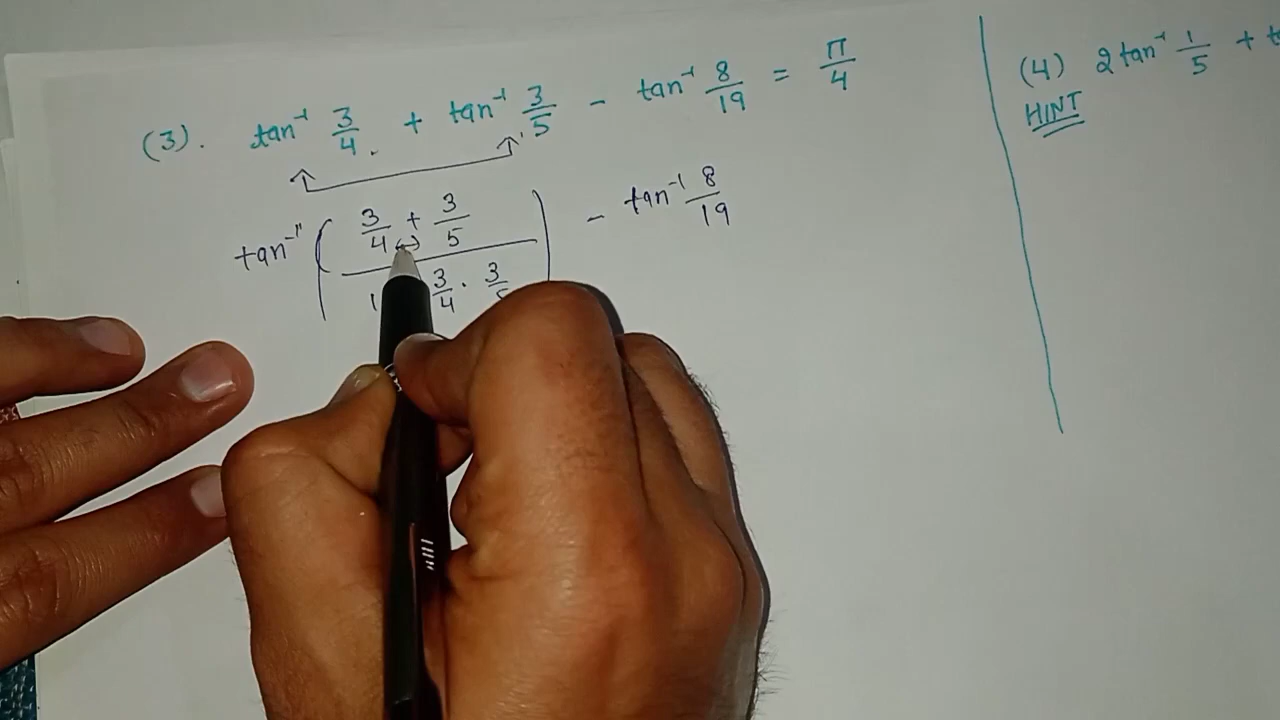 (3). tan⁻¹ 3/4 + tan⁻¹ 3/5 - tan⁻¹ 8/19 = π/4
tan⁻¹ ( (3/4 + 3/5) / (1 3/4 · 3/5) ) - tan⁻¹ 8/19
(4) 2 tan⁻¹ 1/5 +
HINT